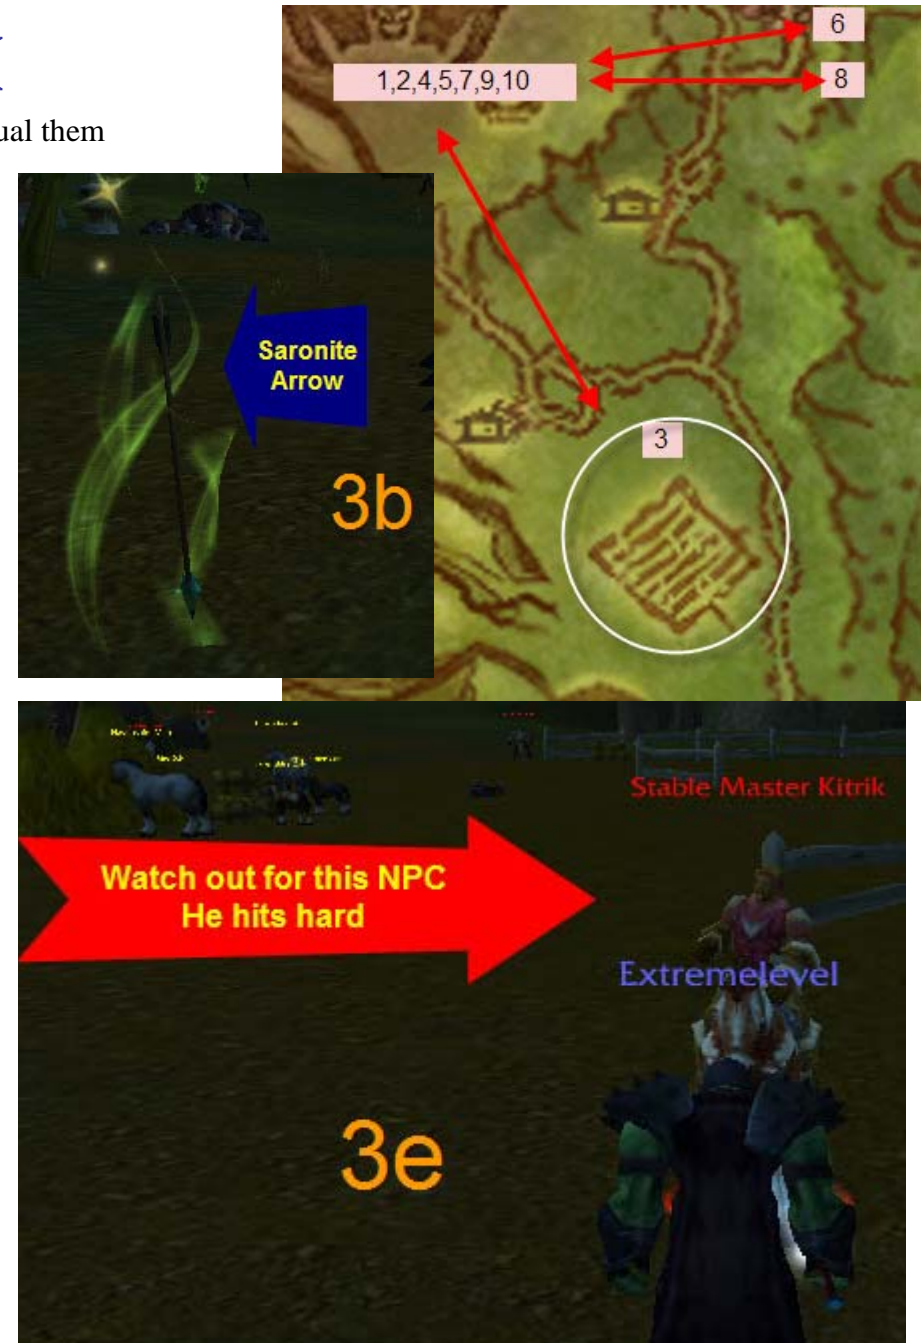 ual them
6
1,2,4,5,7,9,10
8
3
Saronite
Arrow
3b
Stable Master Kitrik
Watch out for this NPC
He hits hard
Extremelevel
3e